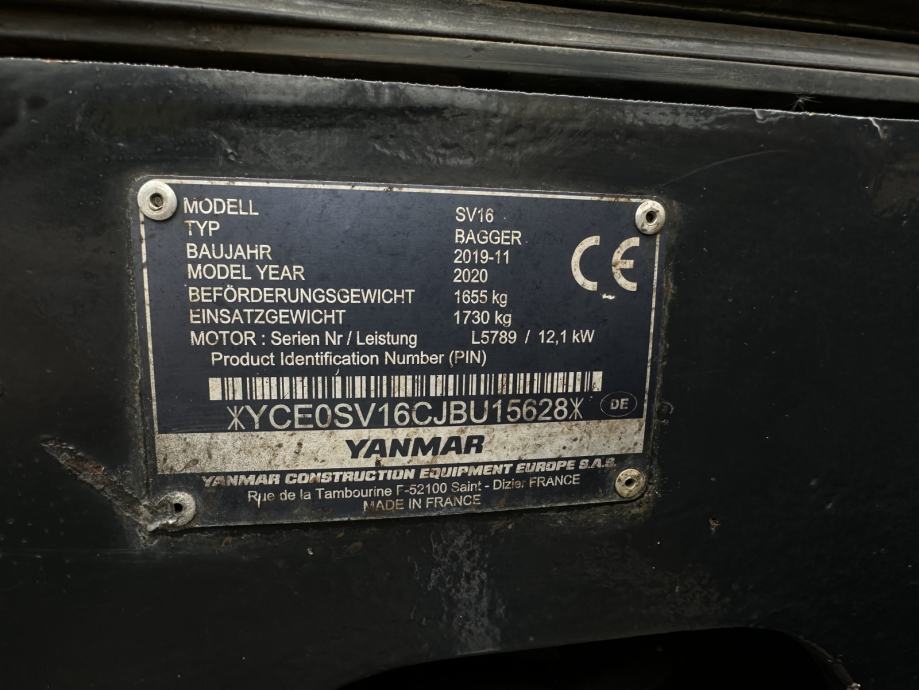 MODELL SV16
TYP BAGGER
BAUJAHR 2019-11
MODEL YEAR 2020
BEFÖRDERUNGSGEWICHT 1655 kg
EINSATZGEWICHT 1730 kg
MOTOR : Serien Nr / Leistung L5789 / 12,1 kW
CE
Product Identification Number (PIN)
*YCE0SV16CJBU15628*
DE
YANMAR
YANMAR CONSTRUCTION EQUIPMENT EUROPE S.A.S.
Rue de la Tambourine F-52100 Saint - Dizier FRANCE
MADE IN FRANCE